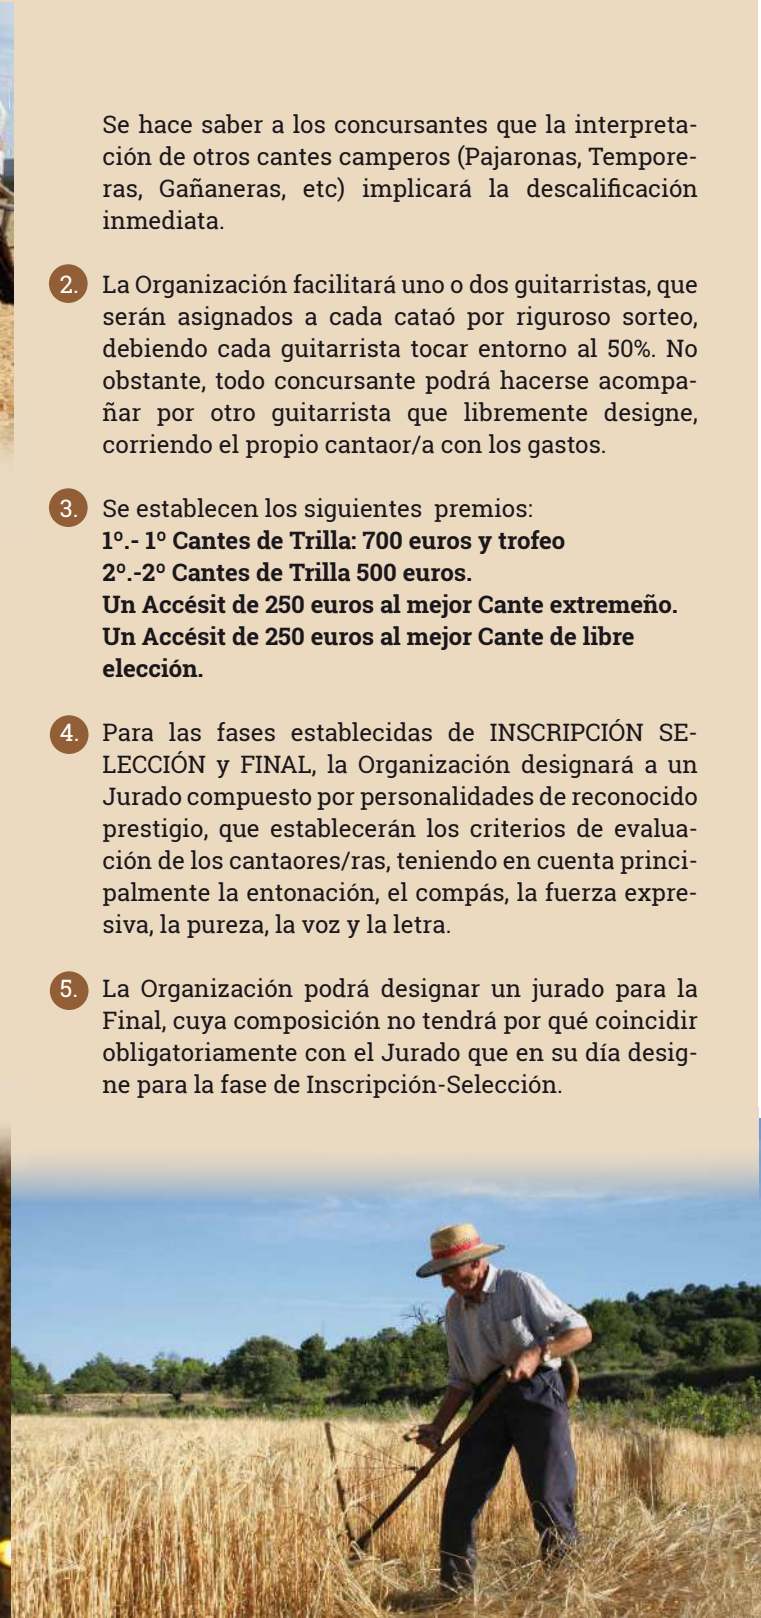 Se hace saber a los concursantes que la interpreta-
ción de otros cantes camperos (Pajaronas, Tempore-
ras, Gañaneras, etc) implicará la descalificación
inmediata.
2. La Organización facilitará uno o dos guitarristas, que
serán asignados a cada cataó por riguroso sorteo,
debiendo cada guitarrista tocar entorno al 50%. No
obstante, todo concursante podrá hacerse acompa-
ñar por otro guitarrista que libremente designe,
corriendo el propio cantaor/a con los gastos.
3. Se establecen los siguientes premios:
1º.- 1º Cantes de Trilla: 700 euros y trofeo
2º.-2º Cantes de Trilla 500 euros.
Un Accésit de 250 euros al mejor Cante extremeño.
Un Accésit de 250 euros al mejor Cante de libre
elección.
4. Para las fases establecidas de INSCRIPCIÓN SE-
LECCIÓN y FINAL, la Organización designará a un
Jurado compuesto por personalidades de reconocido
prestigio, que establecerán los criterios de evalua-
ción de los cantaores/ras, teniendo en cuenta princi-
palmente la entonación, el compás, la fuerza expre-
siva, la pureza, la voz y la letra.
5. La Organización podrá designar un jurado para la
Final, cuya composición no tendrá por qué coincidir
obligatoriamente con el Jurado que en su día desig-
ne para la fase de Inscripción-Selección.